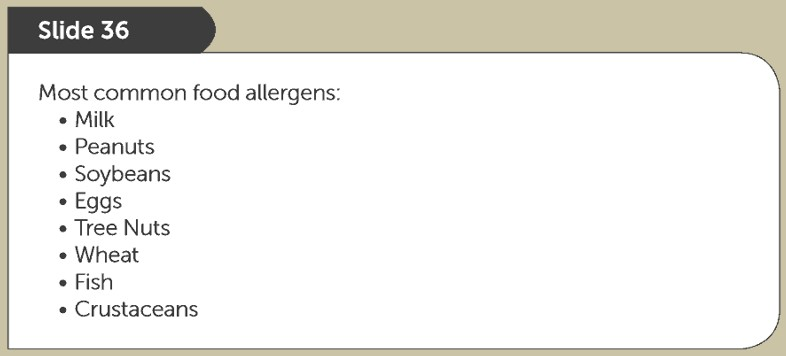 Slide 36
Most common food allergens:
• Milk
• Peanuts
• Soybeans
• Eggs
• Tree Nuts
• Wheat
• Fish
• Crustaceans